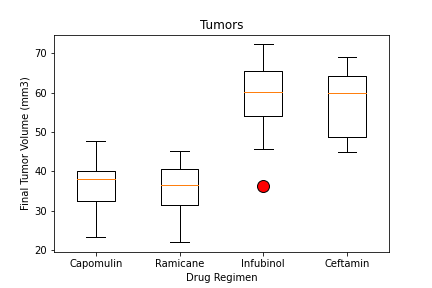 Tumors
70
60
50
40
30
20
Final Tumor Volume (mm3)
Capomulin Ramicane Infubinol Ceftamin
Drug Regimen